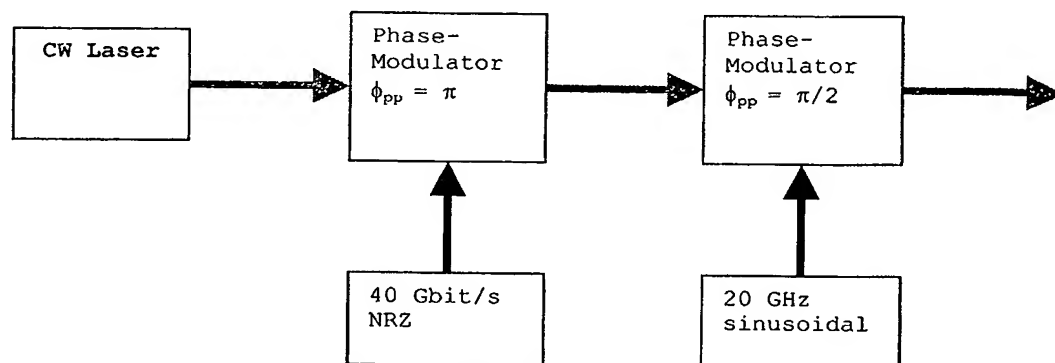 CW Laser
Phase-
Modulator
ϕpp = π
Phase-
Modulator
ϕpp = π/2
40 Gbit/s
NRZ
20 GHz
sinusoidal